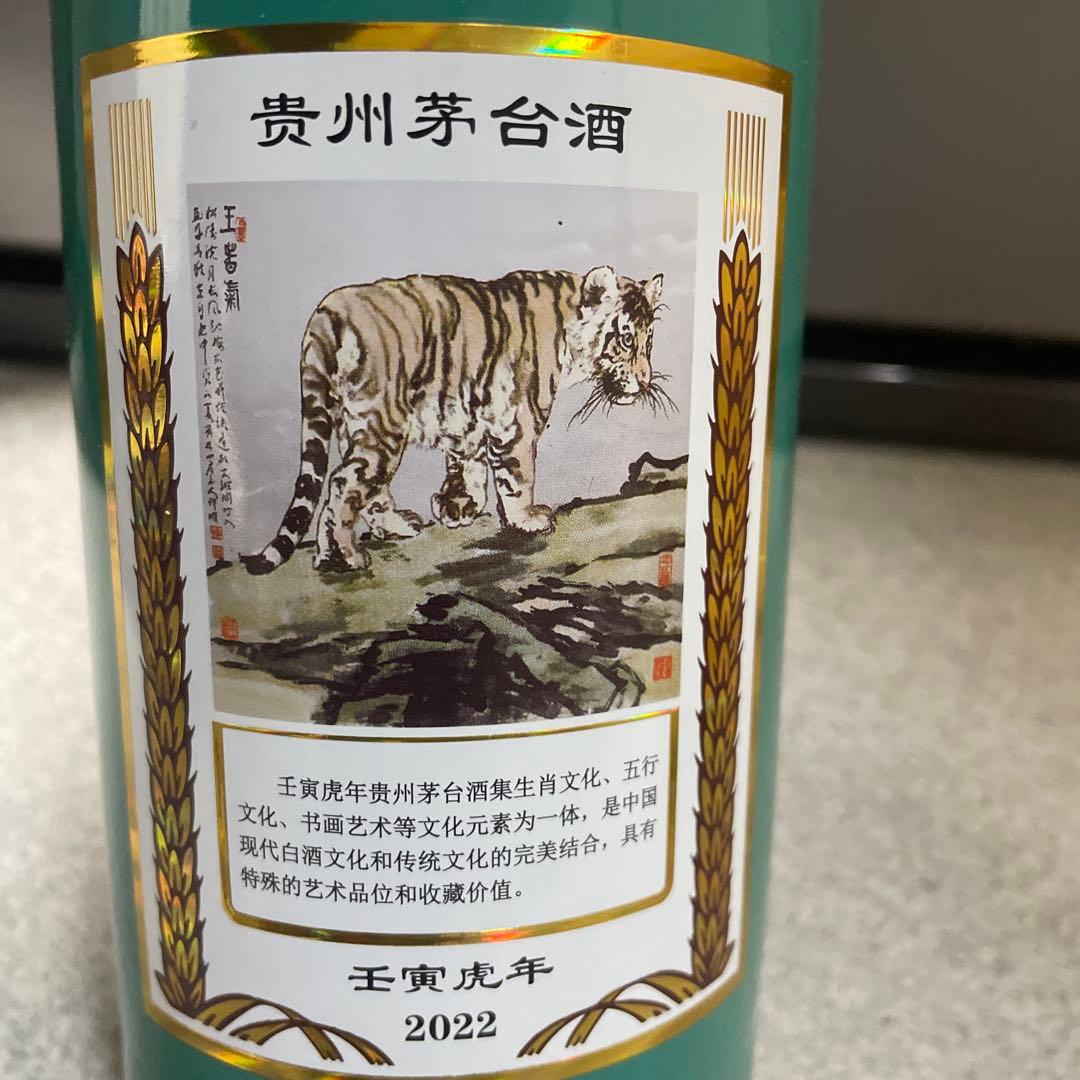 贵州茅台酒
王者氣
壬寅虎年贵州茅台酒集生肖文化、五行
文化、书画艺术等文化元素为一体，是中国
现代白酒文化和传统文化的完美结合，具有
特殊的艺术品位和收藏价值。
壬寅虎年
2022